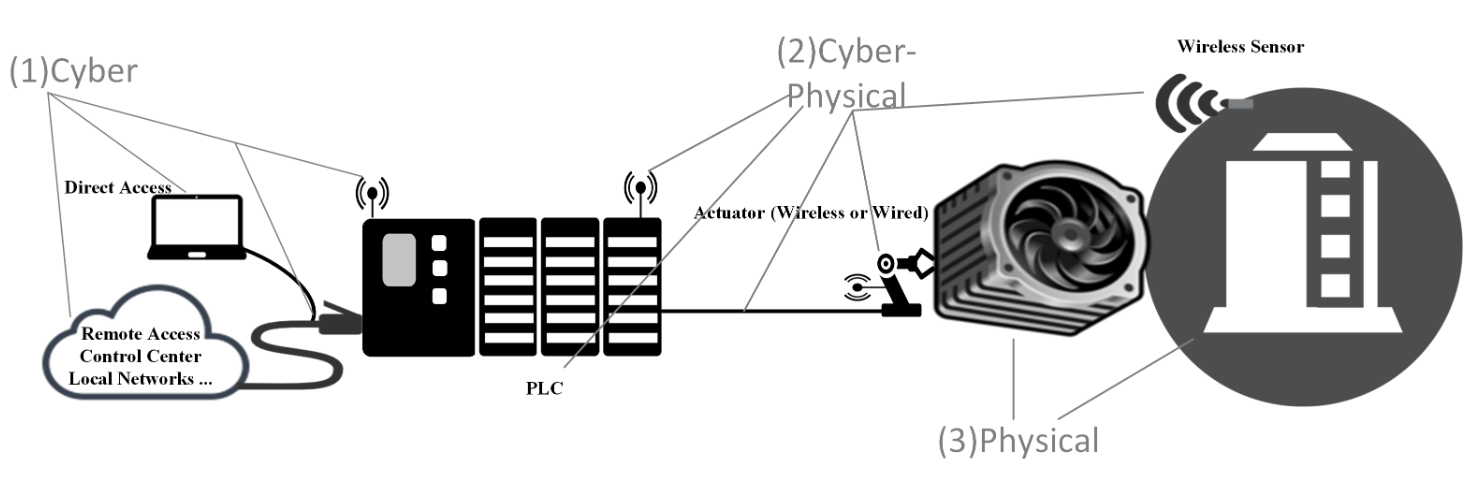 (1)Cyber
(2)Cyber-
Physical
Wireless Sensor
Direct Access
Actuator (Wireless or Wired)
Remote Access
Control Center
Local Networks ...
PLC
(3)Physical